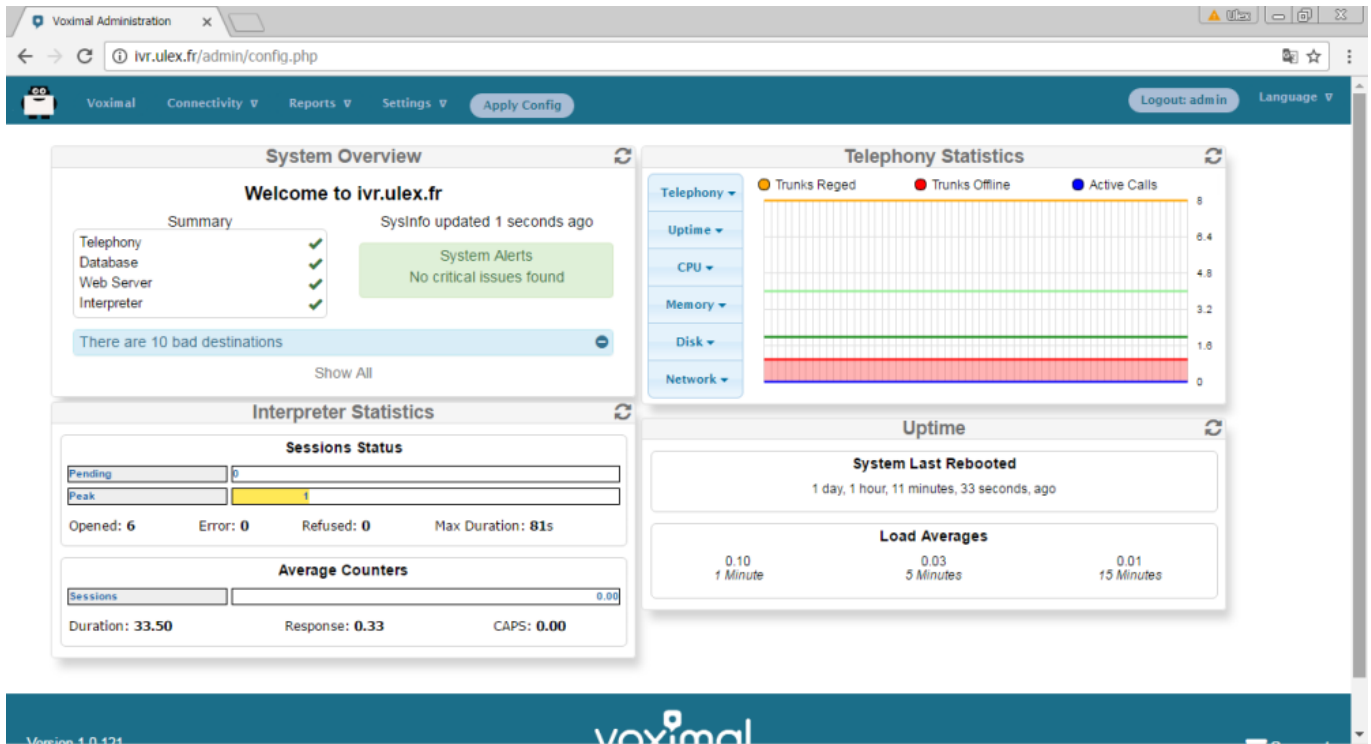 Voximal Administration
ivr.ulex.fr/admin/config.php
Voximal Connectivity Reports Settings Apply Config Logout: admin Language
System Overview
Welcome to ivr.ulex.fr
Summary
SysInfo updated 1 seconds ago
Telephony
Database
Web Server
Interpreter
System Alerts
No critical issues found
There are 10 bad destinations
Show All
Telephony Statistics
Telephony
Uptime
CPU
Memory
Disk
Network
Trunks Reged Trunks Offline Active Calls
8
6.4
4.8
3.2
1.6
0
Interpreter Statistics
Sessions Status
Pending 0
Peak 1
Opened: 6 Error: 0 Refused: 0 Max Duration: 81s
Average Counters
Sessions 0.00
Duration: 33.50 Response: 0.33 CAPS: 0.00
Uptime
System Last Rebooted
1 day, 1 hour, 11 minutes, 33 seconds, ago
Load Averages
0.10 0.03 0.01
1 Minute 5 Minutes 15 Minutes
Version 1.0.121
voximal